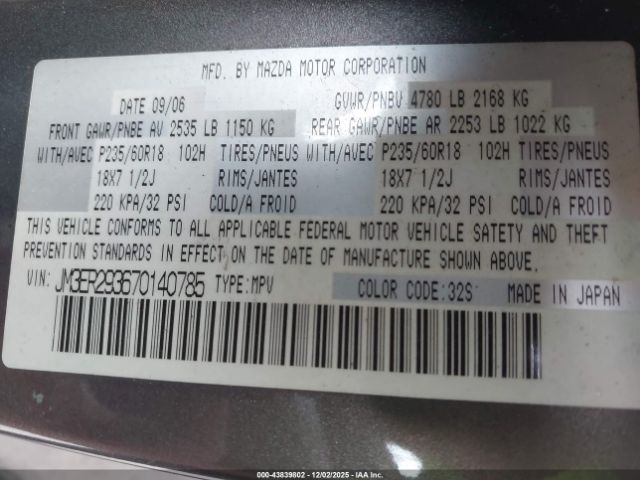 MFD. BY MAZDA MOTOR CORPORATION
DATE 09/06 GVWR/PNBV 4780 LB 2168 KG
FRONT GAWR/PNBE AV 2535 LB 1150 KG REAR GAWR/PNBE AR 2253 LB 1022 KG
WITH/AVEC P235/60R18 102H TIRES/PNEUS WITH/AVEC P235/60R18 102H TIRES/PNEUS
18X7 1/2J RIMS/JANTES 18X7 1/2J RIMS/JANTES
220 KPA/32 PSI COLD/A FROID 220 KPA/32 PSI COLD/A FROID
THIS VEHICLE CONFORMS TO ALL APPLICABLE FEDERAL MOTOR VEHICLE SAFETY AND THEFT
PREVENTION STANDARDS IN EFFECT ON THE DATE OF MANUFACTURE SHOWN ABOVE.
VIN: JM3ER293670140785 TYPE:MPV COLOR CODE:32S MADE IN JAPAN
000-43839802 - 12/02/2025 - IAA Inc.